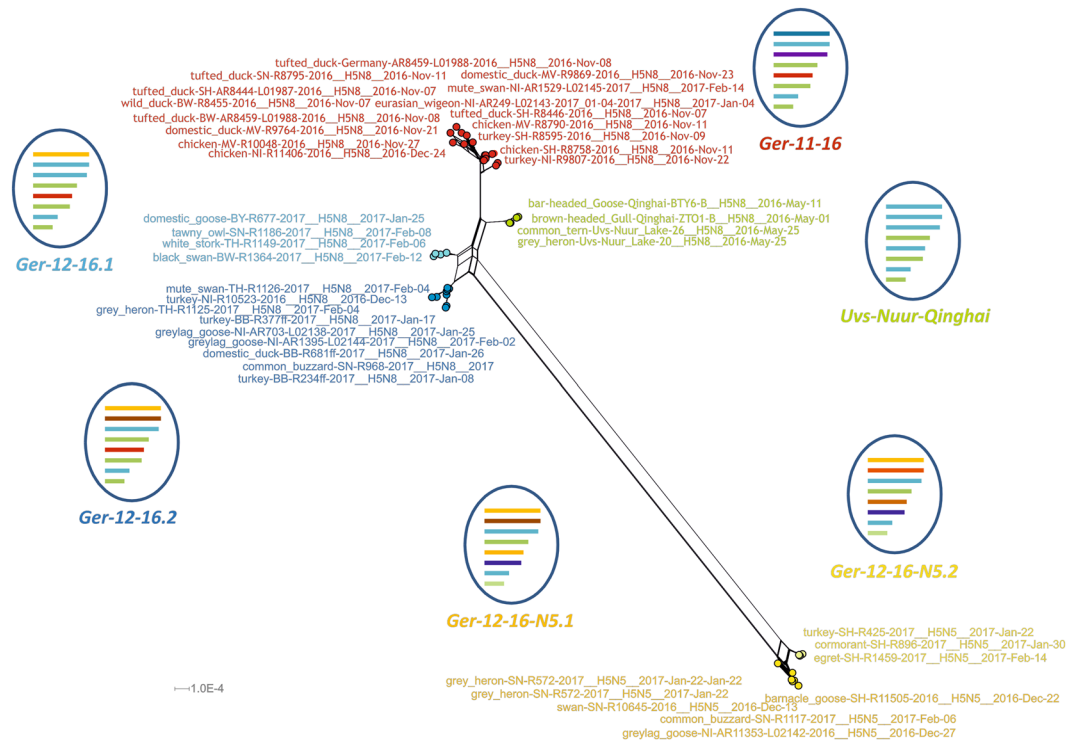 tufted_duck-Germany-AR8459-L01988-2016__H5N8__2016-Nov-08
tufted_duck-SN-R8795-2016__H5N8__2016-Nov-11
domestic_duck-MV-R9869-2016__H5N8__2016-Nov-23
tufted_duck-SH-AR8444-L01987-2016__H5N8__2016-Nov-07
mute_swan-NI-AR1529-L02145-2017__H5N8__2017-Feb-14
wild_duck-BW-R8455-2016__H5N8__2016-Nov-07
eurasian_wigeon-NI-AR249-L02143-2017_01-04__H5N8__2017-Jan-04
tufted_duck-BW-AR8459-L01988-2016__H5N8__2016-Nov-08
tufted_duck-SH-R8446-2016__H5N8__2016-Nov-07
chicken-MV-R8790-2016__H5N8__2016-Nov-11
domestic_duck-MV-R9764-2016__H5N8__2016-Nov-21
turkey-SH-R8595-2016__H5N8__2016-Nov-09
chicken-MV-R10048-2016__H5N8__2016-Nov-27
chicken-SH-R8758-2016__H5N8__2016-Nov-11
chicken-NI-R11406-2016__H5N8__2016-Dec-24
turkey-NI-R9807-2016__H5N8__2016-Nov-22
Ger-11-16
Ger-12-16.1
bar-headed_Goose-Qinghai-BTY6-B__H5N8__2016-May-11
brown-headed_Gull-Qinghai-ZTO1-B__H5N8__2016-May-01
common_tern-Uvs-Nuur_Lake-26__H5N8__2016-May-25
grey_heron-Uvs-Nuur_Lake-20__H5N8__2016-May-25
domestic_goose-BY-R677-2017__H5N8__2017-Jan-25
tawny_owl-SN-R1186-2017__H5N8__2017-Feb-08
white_stork-TH-R1149-2017__H5N8__2017-Feb-06
black_swan-BW-R1364-2017__H5N8__2017-Feb-12
Uvs-Nuur-Qinghai
mute_swan-TH-R1126-2017__H5N8__2017-Feb-04
turkey-NI-R10523-2016__H5N8__2016-Dec-13
grey_heron-TH-R1125-2017__H5N8__2017-Feb-04
turkey-BB-R377ff-2017__H5N8__2017-Jan-17
greylag_goose-NI-AR703-L02138-2017__H5N8__2017-Jan-25
greylag_goose-NI-AR1395-L02144-2017__H5N8__2017-Feb-02
domestic_duck-BB-R681ff-2017__H5N8__2017-Jan-26
common_buzzard-SN-R968-2017__H5N8__2017
turkey-BB-R234ff-2017__H5N8__2017-Jan-08
Ger-12-16.2
Ger-12-16-N5.1
Ger-12-16-N5.2
turkey-SH-R425-2017__H5N5__2017-Jan-22
cormorant-SH-R896-2017__H5N5__2017-Jan-30
egret-SH-R1459-2017__H5N5__2017-Feb-14
grey_heron-SN-R572-2017__H5N5__2017-Jan-22-Jan-22
grey_heron-SN-R572-2017__H5N5__2017-Jan-22
barnacle_goose-SH-R11505-2016__H5N5__2016-Dec-22
swan-SN-R10645-2016__H5N5__2016-Dec-13
common_buzzard-SN-R1117-2017__H5N5__2017-Feb-06
greylag_goose-NI-AR11353-L02142-2016__H5N5__2016-Dec-27
1.0E-4